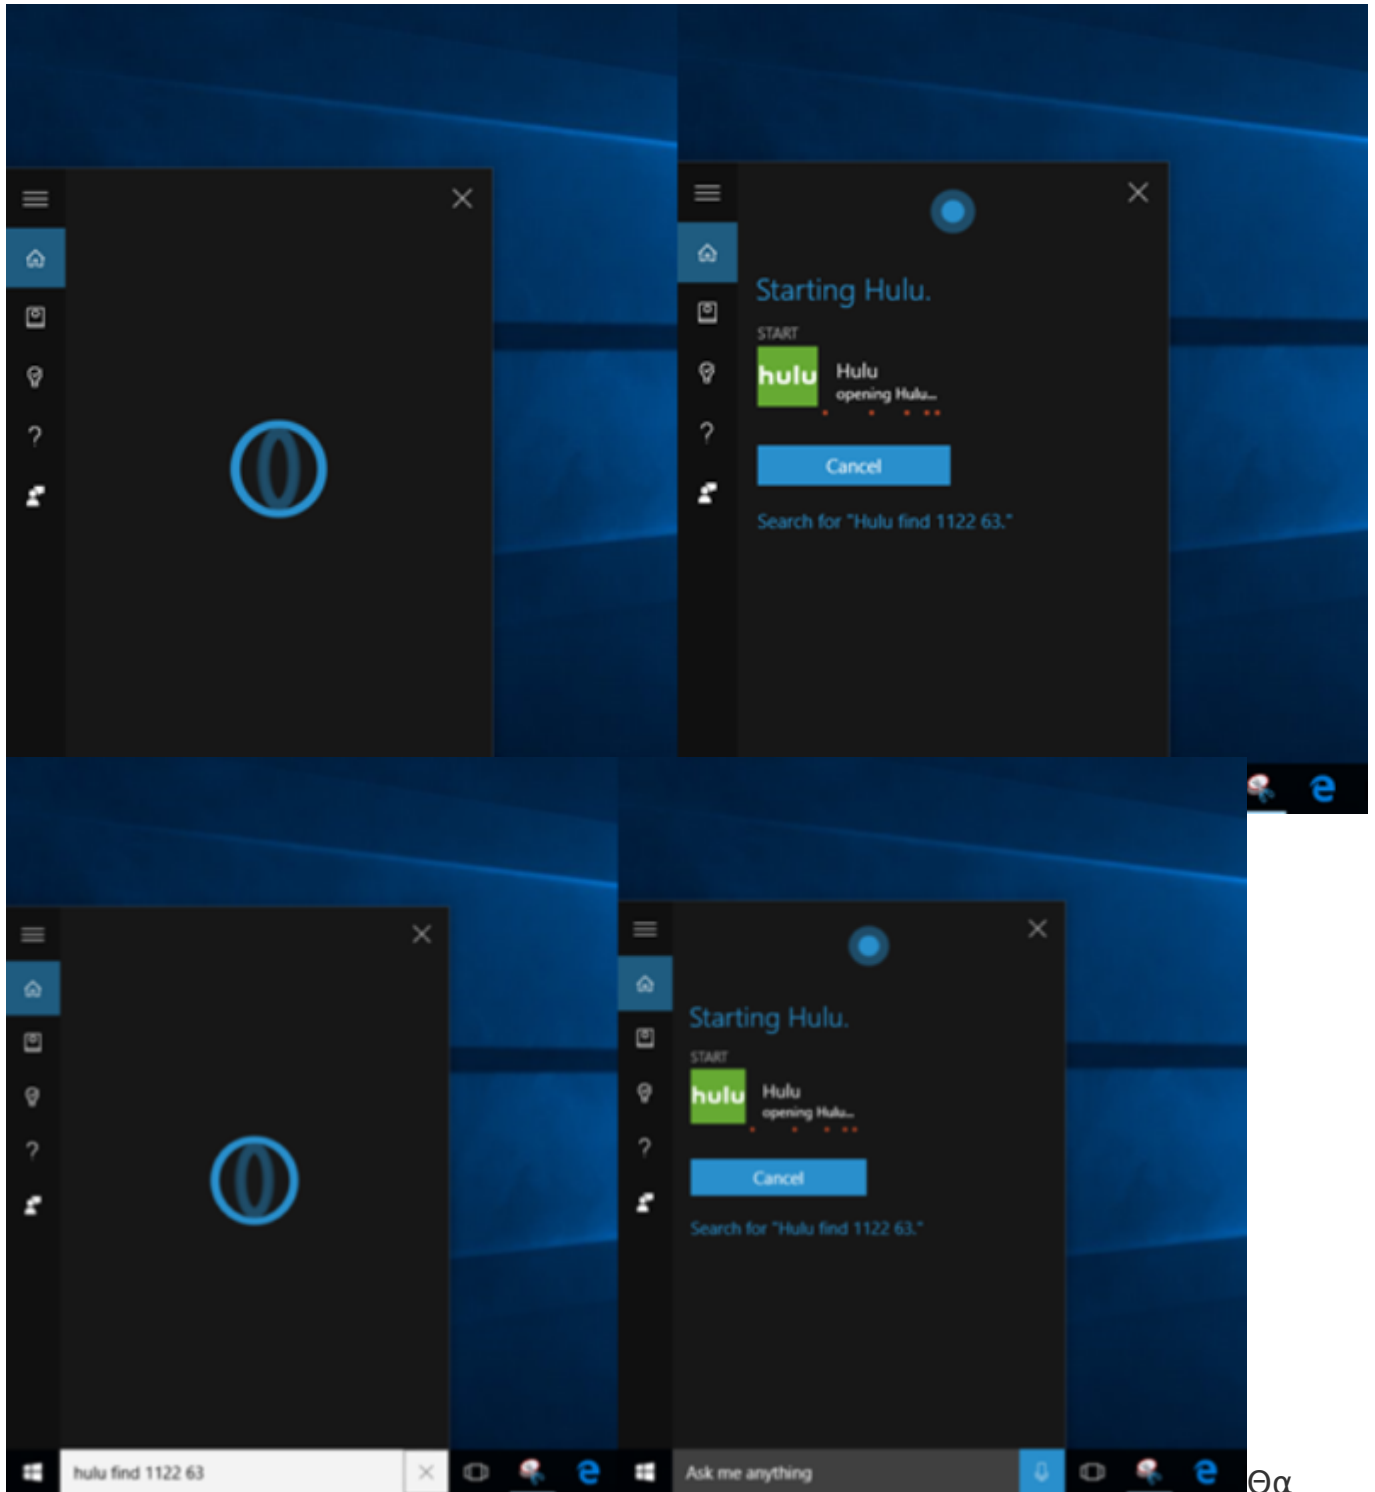 Starting Hulu.
START
hulu
Hulu
opening Hulu...
Cancel
Search for "Hulu find 1122 63."
Starting Hulu.
START
hulu
Hulu
opening Hulu...
Cancel
Search for "Hulu find 1122 63."
hulu find 1122 63
Ask me anything
Θα